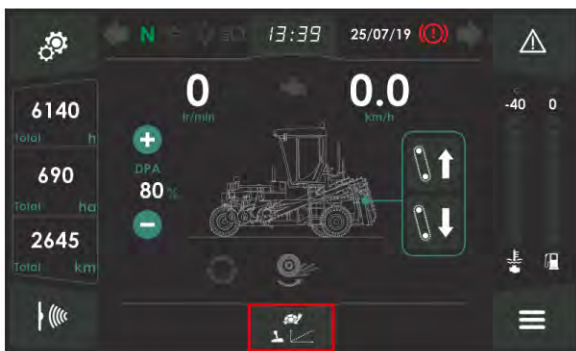 N 13:39 25/07/19
6140
Total h
690
Total ha
2645
Total km
0
tr/min
0.0
Km/h
DPA
80 %
-40 0